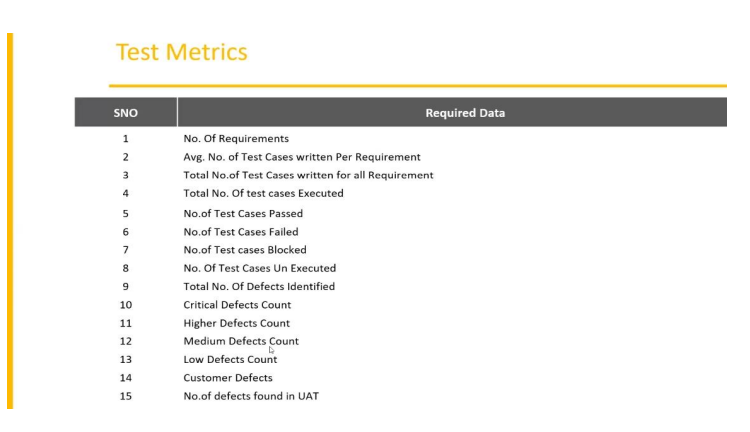 Test Metrics
SNO Required Data
1 No. Of Requirements
2 Avg. No. of Test Cases written Per Requirement
3 Total No.of Test Cases written for all Requirement
4 Total No. Of test cases Executed
5 No.of Test Cases Passed
6 No.of Test Cases Failed
7 No.of Test cases Blocked
8 No. Of Test Cases Un Executed
9 Total No. Of Defects Identified
10 Critical Defects Count
11 Higher Defects Count
12 Medium Defects Count
13 Low Defects Count
14 Customer Defects
15 No.of defects found in UAT